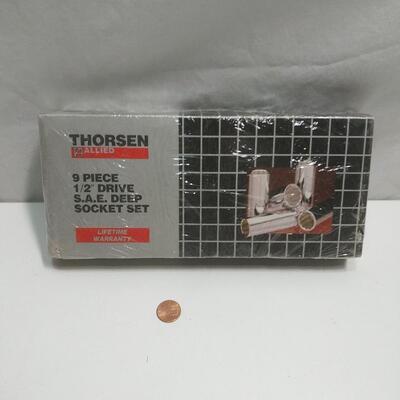 THORSEN
ALLIED
9 PIECE
1/2" DRIVE
S.A.E. DEEP
SOCKET SET
LIFETIME
WARRANTY